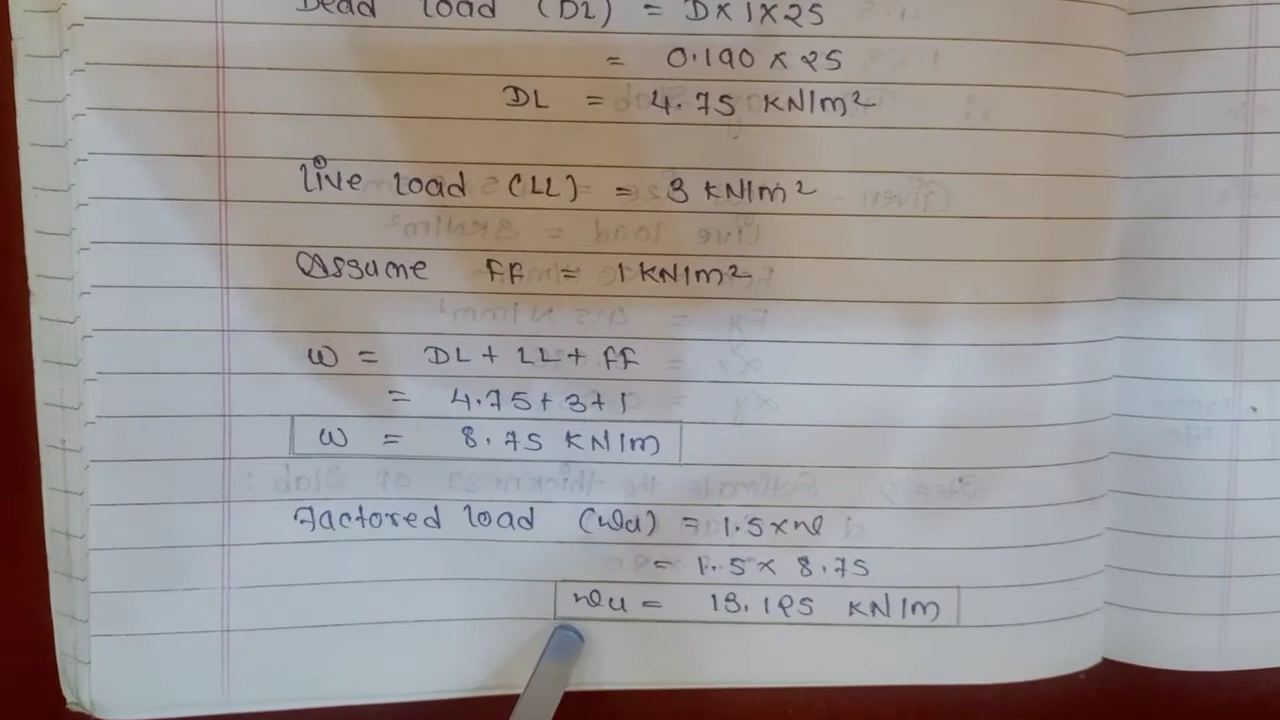 Dead load (DL) = D×1×25
= 0.190 × 25
DL = 4.75 KN/m²
live load (LL) = 3 KN/m²
Assume FF = 1 KN/m²
W = DL + LL + FF
= 4.75 + 3 + 1
W = 8.75 KN/m
Factored load (Wu) = 1.5 × W
= 1.5 × 8.75
Wu = 13.125 KN/m